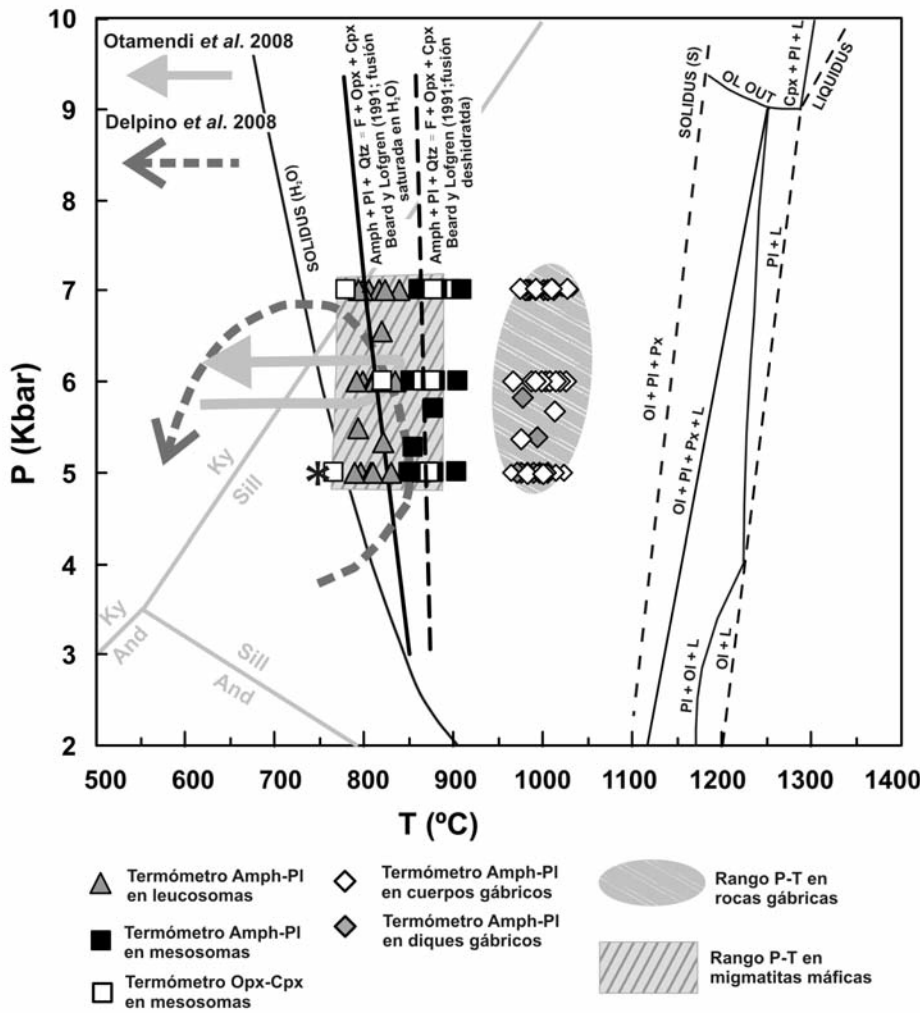 10
9
8
7
6
5
4
3
2
P (Kbar)
500
600
700
800
900
1000
1100
1200
1300
1400
T (ºC)
Otamendi et al. 2008
Delpino et al. 2008
SOLIDUS (H₂O)
Amph + Pl + Qtz = F + Opx + Cpx
Beard y Lofgren (1991; fusión
saturada en H₂O)
Amph + Pl + Qtz = F + Opx + Cpx
Beard y Lofgren (1991;fusión
deshidratda)
SOLIDUS (S)
OL OUT
Cpx + Pl + L
LIQUIDUS
Ol + Pl + Px
Ol + Pl + Px + L
Pl + L
Pl + Ol + L
Ol + L
Ky
Sill
Ky
And
Sill
And
*
Termómetro Amph-Pl
en leucosomas
Termómetro Amph-Pl
en mesosomas
Termómetro Opx-Cpx
en mesosomas
Termómetro Amph-Pl
en cuerpos gábricos
Termómetro Amph-Pl
en diques gábricos
Rango P-T en
rocas gábricas
Rango P-T en
migmatitas máficas